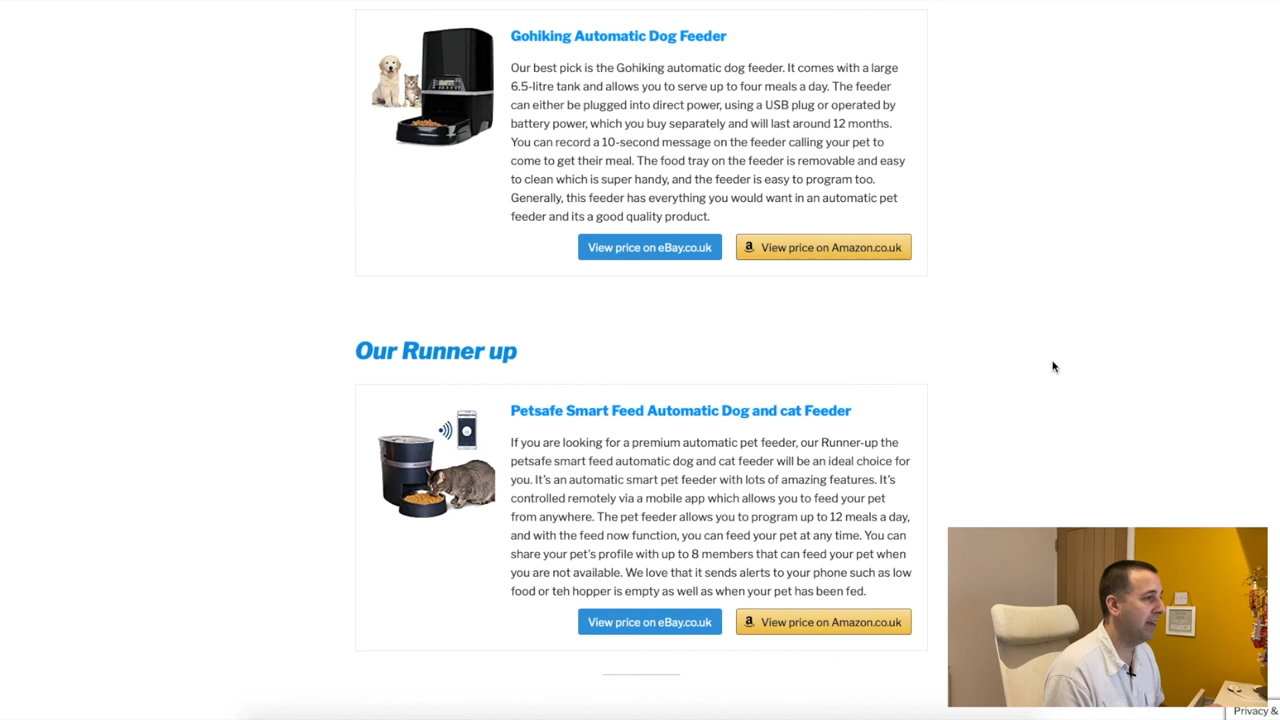 Gohiking Automatic Dog Feeder
Our best pick is the Gohiking automatic dog feeder. It comes with a large
6.5-litre tank and allows you to serve up to four meals a day. The feeder
can either be plugged into direct power, using a USB plug or operated by
battery power, which you buy separately and will last around 12 months.
You can record a 10-second message on the feeder calling your pet to
come to get their meal. The food tray on the feeder is removable and easy
to clean which is super handy, and the feeder is easy to program too.
Generally, this feeder has everything you would want in an automatic pet
feeder and its a good quality product.
View price on eBay.co.uk
View price on Amazon.co.uk
Our Runner up
Petsafe Smart Feed Automatic Dog and cat Feeder
If you are looking for a premium automatic pet feeder, our Runner-up the
petsafe smart feed automatic dog and cat feeder will be an ideal choice for
you. It's an automatic smart pet feeder with lots of amazing features. It's
controlled remotely via a mobile app which allows you to feed your pet
from anywhere. The pet feeder allows you to program up to 12 meals a day,
and with the feed now function, you can feed your pet at any time. You can
share your pet's profile with up to 8 members that can feed your pet when
you are not available. We love that it sends alerts to your phone such as low
food or teh hopper is empty as well as when your pet has been fed.
View price on eBay.co.uk
View price on Amazon.co.uk
Privacy &